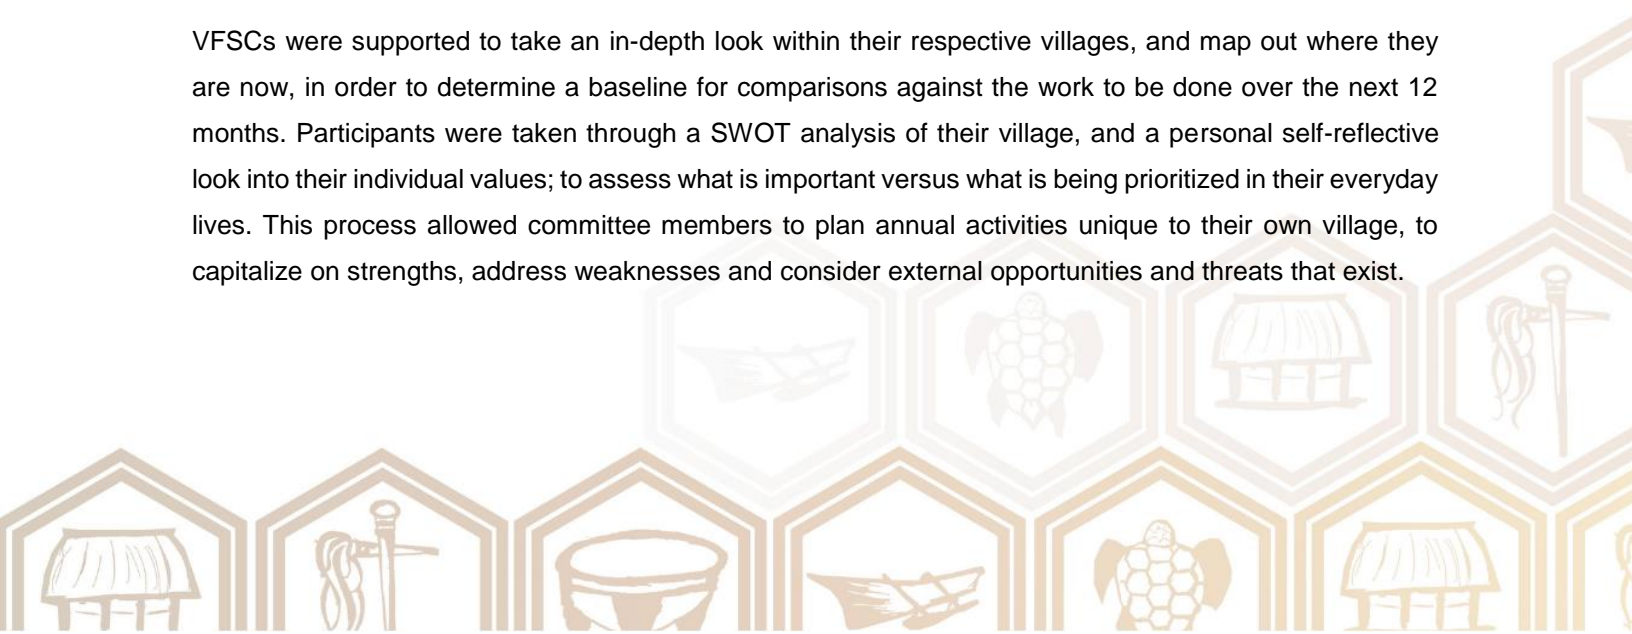 VFSCs were supported to take an in-depth look within their respective villages, and map out where they
are now, in order to determine a baseline for comparisons against the work to be done over the next 12
months. Participants were taken through a SWOT analysis of their village, and a personal self-reflective
look into their individual values; to assess what is important versus what is being prioritized in their everyday
lives. This process allowed committee members to plan annual activities unique to their own village, to
capitalize on strengths, address weaknesses and consider external opportunities and threats that exist.